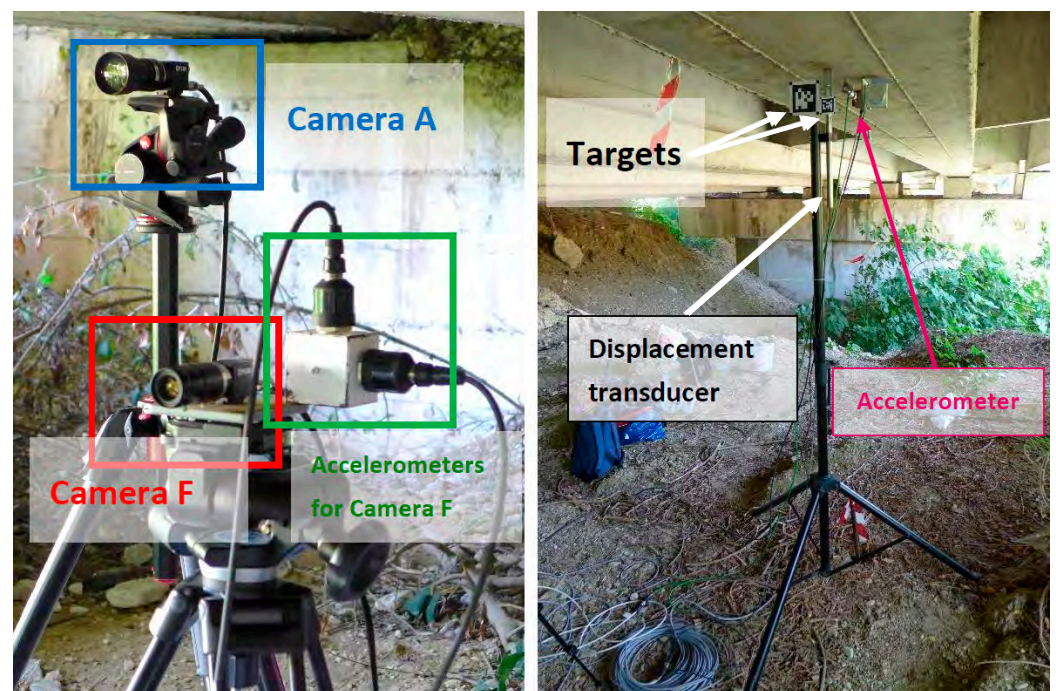 Camera A
Camera F
Accelerometers
for Camera F
Targets
Displacement
transducer
Accelerometer